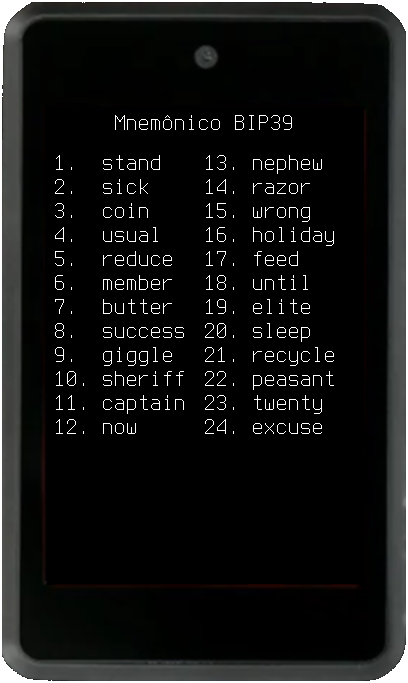 Mnemônico BIP39
1. stand 13. nephew
2. sick 14. razor
3. coin 15. wrong
4. usual 16. holiday
5. reduce 17. feed
6. member 18. until
7. butter 19. elite
8. success 20. sleep
9. giggle 21. recycle
10. sheriff 22. peasant
11. captain 23. twenty
12. now 24. excuse